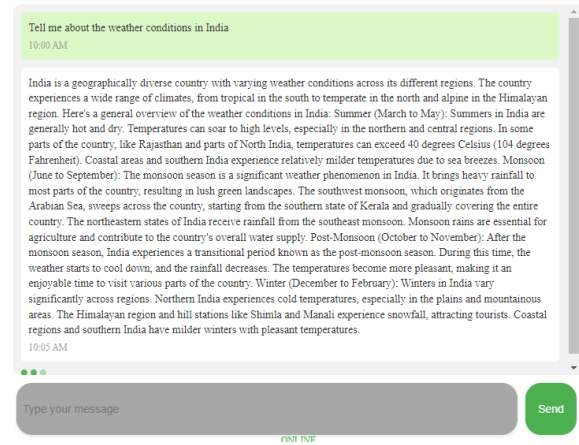 Tell me about the weather conditions in India
10:00 AM
India is a geographically diverse country with varying weather conditions across its different regions. The country
experiences a wide range of climates, from tropical in the south to temperate in the north and alpine in the Himalayan
region. Here's a general overview of the weather conditions in India: Summer (March to May): Summers in India are
generally hot and dry. Temperatures can soar to high levels, especially in the northern and central regions. In some
parts of the country, like Rajasthan and parts of North India, temperatures can exceed 40 degrees Celsius (104 degrees
Fahrenheit). Coastal areas and southern India experience relatively milder temperatures due to sea breezes. Monsoon
(June to September): The monsoon season is a significant weather phenomenon in India. It brings heavy rainfall to
most parts of the country, resulting in lush green landscapes. The southwest monsoon, which originates from the
Arabian Sea, sweeps across the country, starting from the southern state of Kerala and gradually covering the entire
country. The northeastern states of India receive rainfall from the southeast monsoon. Monsoon rains are essential for
agriculture and contribute to the country's overall water supply. Post-Monsoon (October to November): After the
monsoon season, India experiences a transitional period known as the post-monsoon season. During this time, the
weather starts to cool down, and the rainfall decreases. The temperatures become more pleasant, making it an
enjoyable time to visit various parts of the country. Winter (December to February): Winters in India vary
significantly across regions. Northern India experiences cold temperatures, especially in the plains and mountainous
areas. The Himalayan region and hill stations like Shimla and Manali experience snowfall, attracting tourists. Coastal
regions and southern India have milder winters with pleasant temperatures.
10:05 AM
Type your message
Send
ONLINE